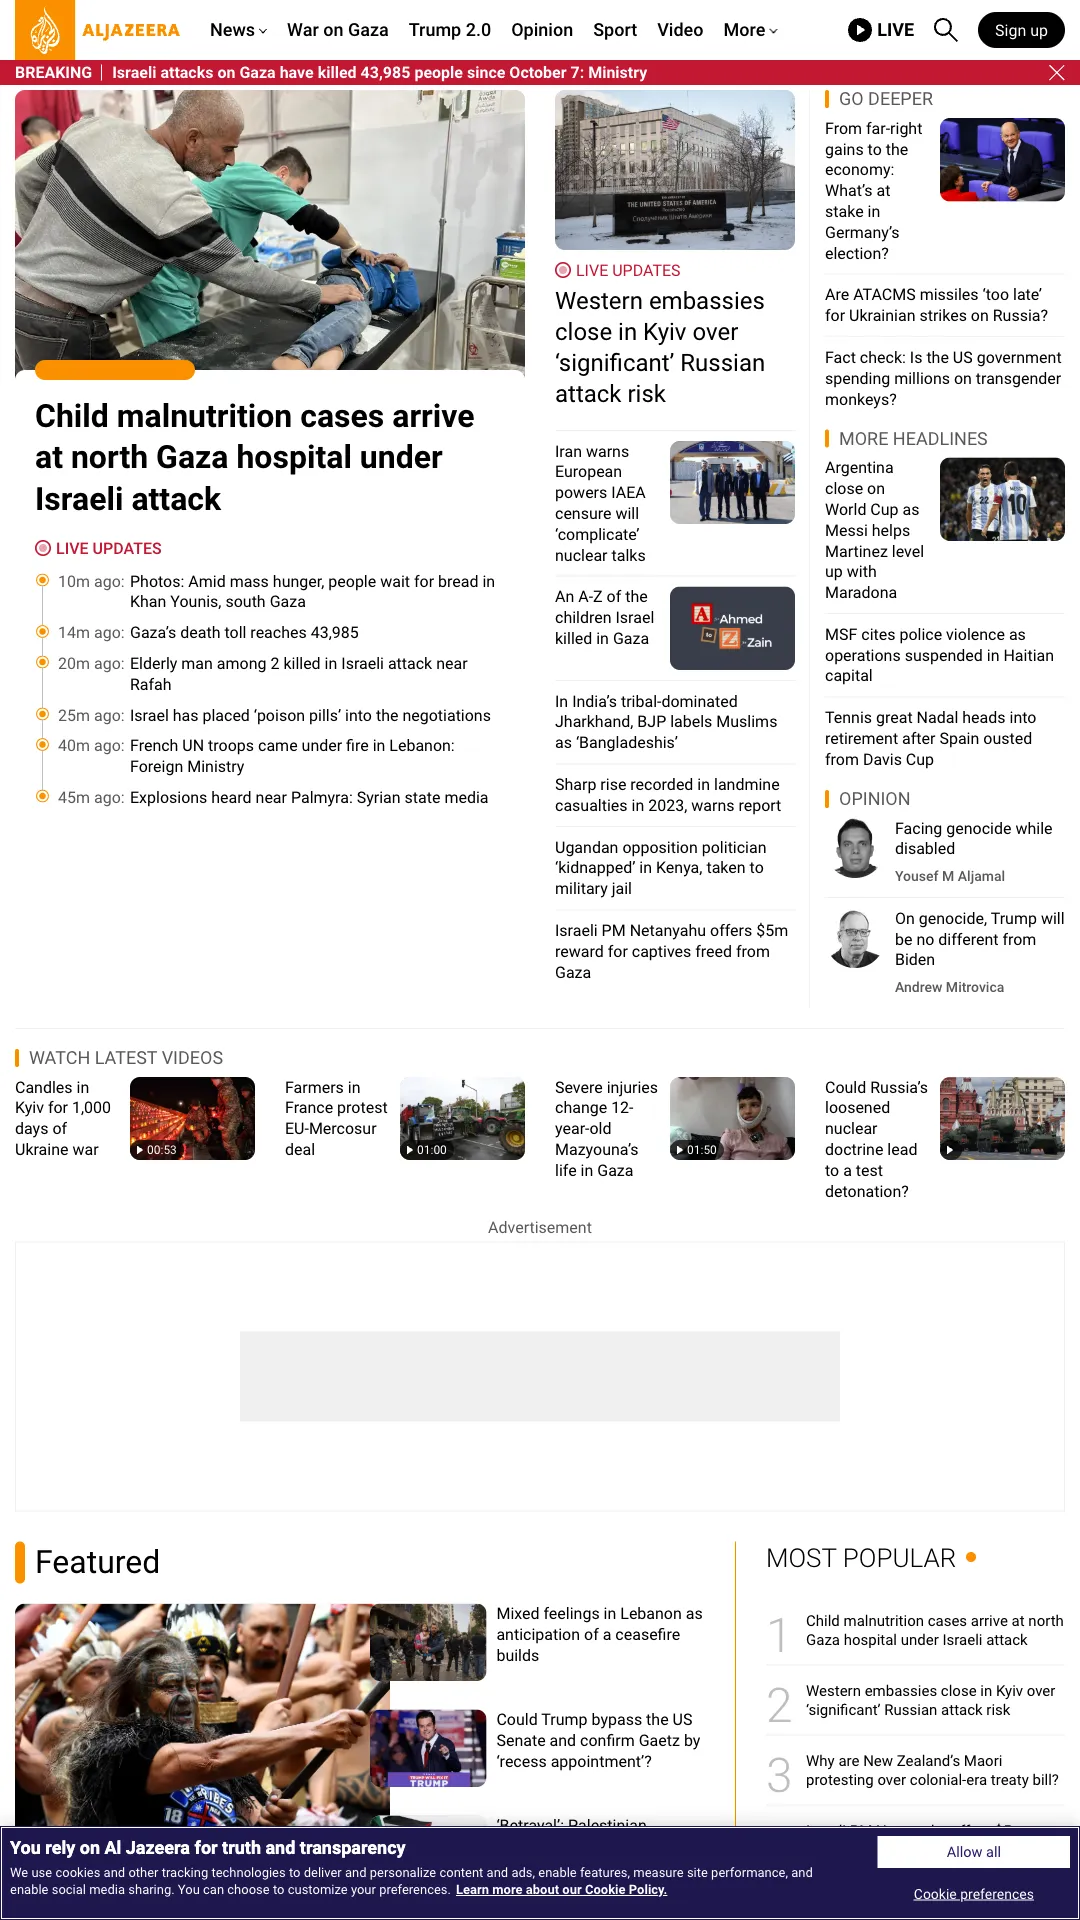 ALJAZEERA
News
War on Gaza
Trump 2.0
Opinion
Sport
Video
More
LIVE
Sign up
BREAKING
Israeli attacks on Gaza have killed 43,985 people since October 7: Ministry
Child malnutrition cases arrive
at north Gaza hospital under
Israeli attack
LIVE UPDATES
10m ago: Photos: Amid mass hunger, people wait for bread in
Khan Younis, south Gaza
14m ago: Gaza’s death toll reaches 43,985
20m ago: Elderly man among 2 killed in Israeli attack near
Rafah
25m ago: Israel has placed ‘poison pills’ into the negotiations
40m ago: French UN troops came under fire in Lebanon:
Foreign Ministry
45m ago: Explosions heard near Palmyra: Syrian state media
THE UNITED STATES OF AMERICA
LIVE UPDATES
Western embassies
close in Kyiv over
‘significant’ Russian
attack risk
Iran warns
European
powers IAEA
censure will
‘complicate’
nuclear talks
An A-Z of the
children Israel
killed in Gaza
A is Ahmed
to
Z is Zain
In India’s tribal-dominated
Jharkhand, BJP labels Muslims
as ‘Bangladeshis’
Sharp rise recorded in landmine
casualties in 2023, warns report
Ugandan opposition politician
‘kidnapped’ in Kenya, taken to
military jail
Israeli PM Netanyahu offers $5m
reward for captives freed from
Gaza
GO DEEPER
From far-right
gains to the
economy:
What’s at
stake in
Germany’s
election?
Are ATACMS missiles ‘too late’
for Ukrainian strikes on Russia?
Fact check: Is the US government
spending millions on transgender
monkeys?
MORE HEADLINES
Argentina
close on
World Cup as
Messi helps
Martinez level
up with
Maradona
22
10
MSF cites police violence as
operations suspended in Haitian
capital
Tennis great Nadal heads into
retirement after Spain ousted
from Davis Cup
OPINION
Facing genocide while
disabled
Yousef M Aljamal
On genocide, Trump will
be no different from
Biden
Andrew Mitrovica
WATCH LATEST VIDEOS
Candles in
Kyiv for 1,000
days of
Ukraine war
00:53
Farmers in
France protest
EU-Mercosur
deal
01:00
Severe injuries
change 12-
year-old
Mazyouna’s
life in Gaza
01:50
Could Russia’s
loosened
nuclear
doctrine lead
to a test
detonation?
Advertisement
Featured
18
Mixed feelings in Lebanon as
anticipation of a ceasefire
builds
Could Trump bypass the US
Senate and confirm Gaetz by
‘recess appointment’?
TRUMP
‘Betrayal’: Palestinian
MOST POPULAR
1
Child malnutrition cases arrive at north
Gaza hospital under Israeli attack
2
Western embassies close in Kyiv over
‘significant’ Russian attack risk
3
Why are New Zealand’s Maori
protesting over colonial-era treaty bill?
You rely on Al Jazeera for truth and transparency
We use cookies and other tracking technologies to deliver and personalize content and ads, enable features, measure site performance, and
enable social media sharing. You can choose to customize your preferences. Learn more about our Cookie Policy.
Allow all
Cookie preferences